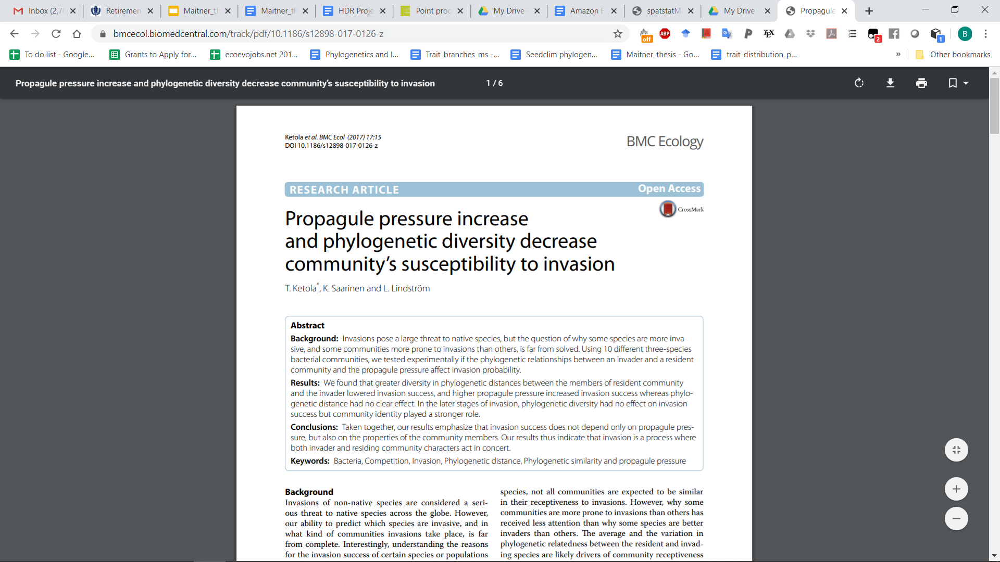 Inbox (2,7
Retiremen
Maitner_th
Maitner_th
HDR Proje
Point proc
My Drive -
Amazon F
spatstatM
My Drive -
Propagule
bmcecol.biomedcentral.com/track/pdf/10.1186/s12898-017-0126-z
off
ABP
TEX
2
1
B
To do list - Google...
Grants to Apply for...
ecoevojobs.net 201...
Phylogenetics and I...
Trait_branches_ms -...
Seedclim phylogen...
Maitner_thesis - Go...
trait_distribution_p...
»
Other bookmarks
Propagule pressure increase and phylogenetic diversity decrease community's susceptibility to invasion
1 / 6
Ketola et al. BMC Ecol (2017) 17:15
DOI 10.1186/s12898-017-0126-z
BMC Ecology
RESEARCH ARTICLE
Open Access
CrossMark
Propagule pressure increase
and phylogenetic diversity decrease
community's susceptibility to invasion
T. Ketola*, K. Saarinen and L. Lindström
Abstract
Background: Invasions pose a large threat to native species, but the question of why some species are more inva-
sive, and some communities more prone to invasions than others, is far from solved. Using 10 different three-species
bacterial communities, we tested experimentally if the phylogenetic relationships between an invader and a resident
community and the propagule pressure affect invasion probability.
Results: We found that greater diversity in phylogenetic distances between the members of resident community
and the invader lowered invasion success, and higher propagule pressure increased invasion success whereas phylo-
genetic distance had no clear effect. In the later stages of invasion, phylogenetic diversity had no effect on invasion
success but community identity played a stronger role.
Conclusions: Taken together, our results emphasize that invasion success does not depend only on propagule pres-
sure, but also on the properties of the community members. Our results thus indicate that invasion is a process where
both invader and residing community characters act in concert.
Keywords: Bacteria, Competition, Invasion, Phylogenetic distance, Phylogenetic similarity and propagule pressure
Background
Invasions of non-native species are considered a seri-
ous threat to native species across the globe. However,
our ability to predict which species are invasive, and in
what kind of communities invasions take place, is far
from complete. Interestingly, understanding the reasons
for the invasion success of certain species or populations
species, not all communities are expected to be similar
in their receptiveness to invasions. However, why some
communities are more prone to invasions than others has
received less attention than why some species are better
invaders than others. The average and the variation in
phylogenetic relatedness between the resident and invad-
ing species are likely drivers of community receptiveness